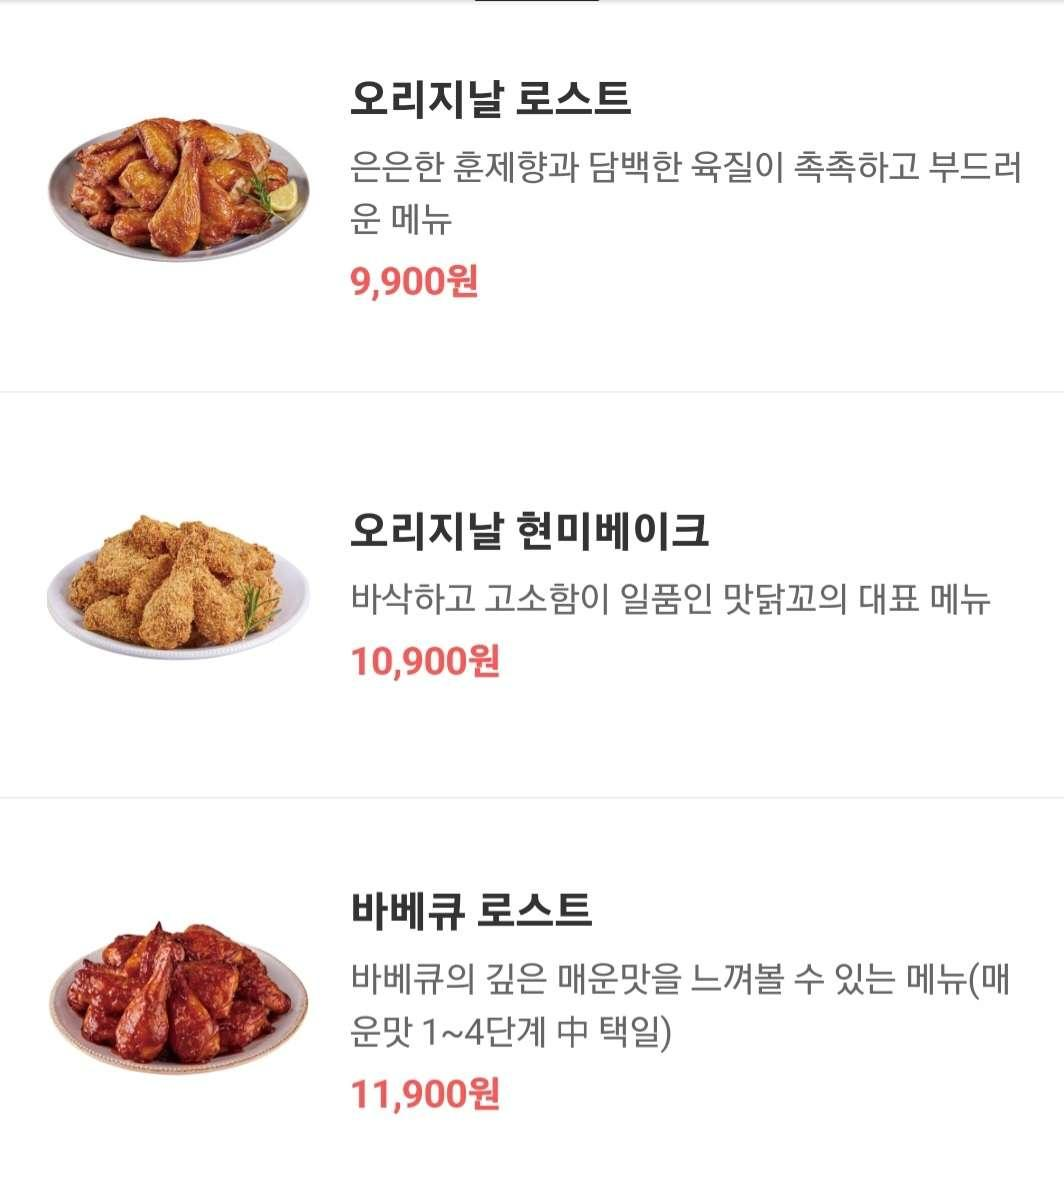 오리지날 로스트
은은한 훈제향과 담백한 육질이 촉촉하고 부드러
운 메뉴
9,900원
오리지날 현미베이크
바삭하고 고소함이 일품인 맛닭꼬의 대표 메뉴
10,900원
바베큐 로스트
바베큐의 깊은 매운맛을 느껴볼 수 있는 메뉴(매
운맛 1~4단계 中 택일)
11,900원